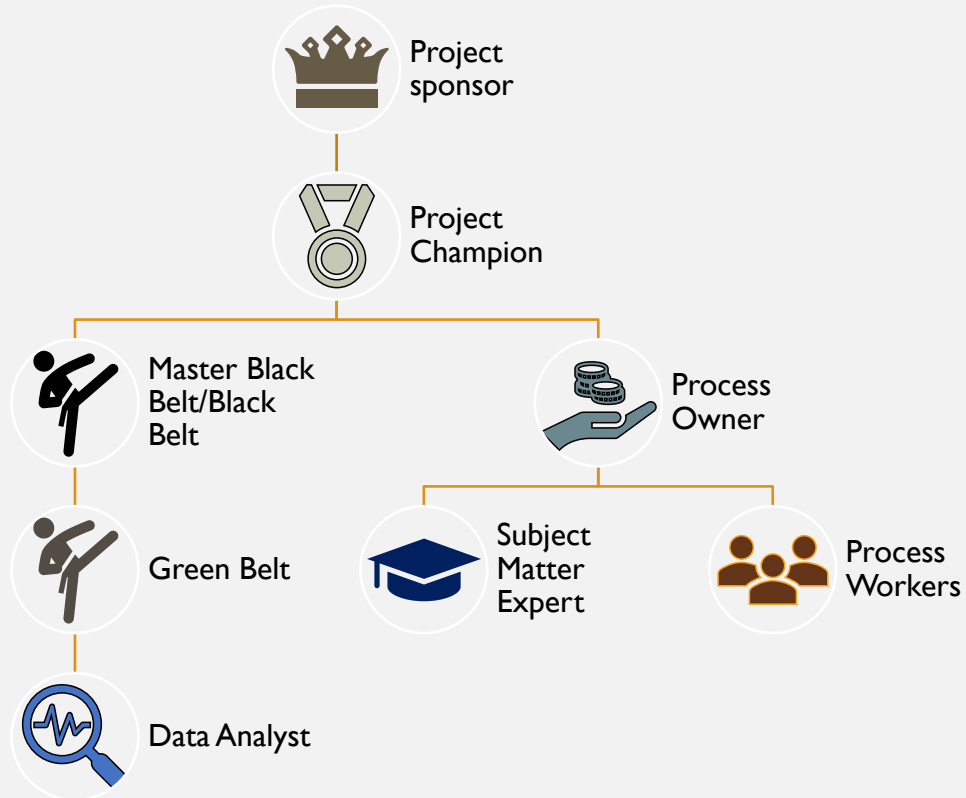 Project
sponsor
Project
Champion
Master Black
Belt/Black
Belt
Process
Owner
Green Belt
Subject
Matter
Expert
Process
Workers
Data Analyst